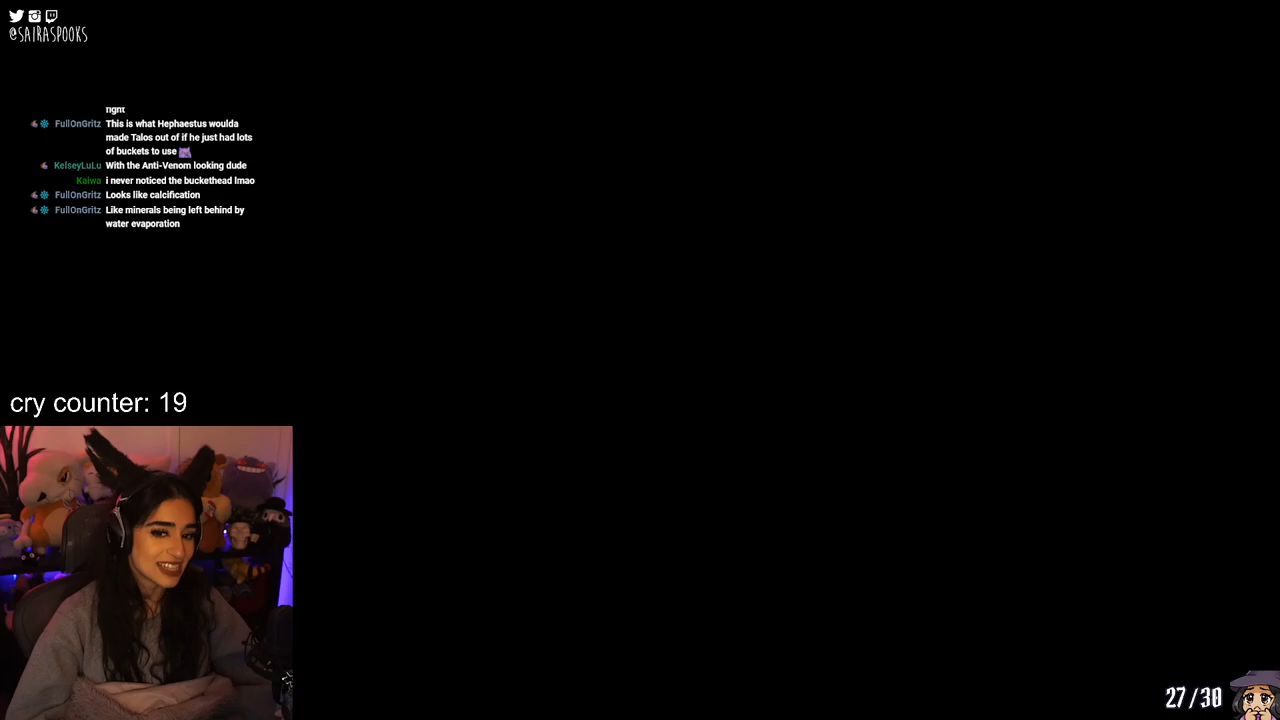 @SAIRASPOOKS
right
FullOnGritz This is what Hephaestus woulda
made Talos out of if he just had lots
of buckets to use
KelseyLuLu With the Anti-Venom looking dude
Kaiwa i never noticed the buckethead lmao
FullOnGritz Looks like calcification
FullOnGritz Like minerals being left behind by
water evaporation
cry counter: 19
27/30